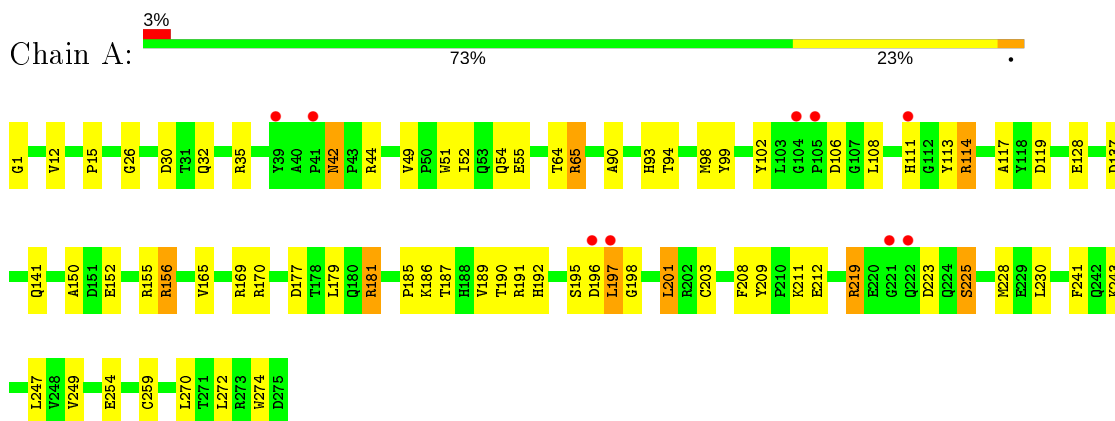 3%
Chain A:
73% 23% •
G1 V12 P15 G26 D30 T31 Q32 R35 Y39 A40 P41 N42 P43 R44 V49 P50 W51 I52 Q53 Q54 E55 T64 R65 A90 H93 T94 M98 Y99 Y102 L103 G104 P105 D106 G107 L108 H111 G112 Y113 R114 A117 Y118 D119 E128 D137
Q141 A150 D151 E152 R155 R156 V165 R169 R170 D177 T178 L179 Q180 R181 P185 K186 T187 H188 V189 T190 R191 H192 S195 D196 L197 G198 L201 R202 C203 F208 Y209 P210 K211 E212 R219 E220 G221 Q222 D223 Q224 S225 M228 E229 L230 F241 Q242 K243
L247 V248 V249 E254 C259 L270 T271 L272 R273 W274 D275